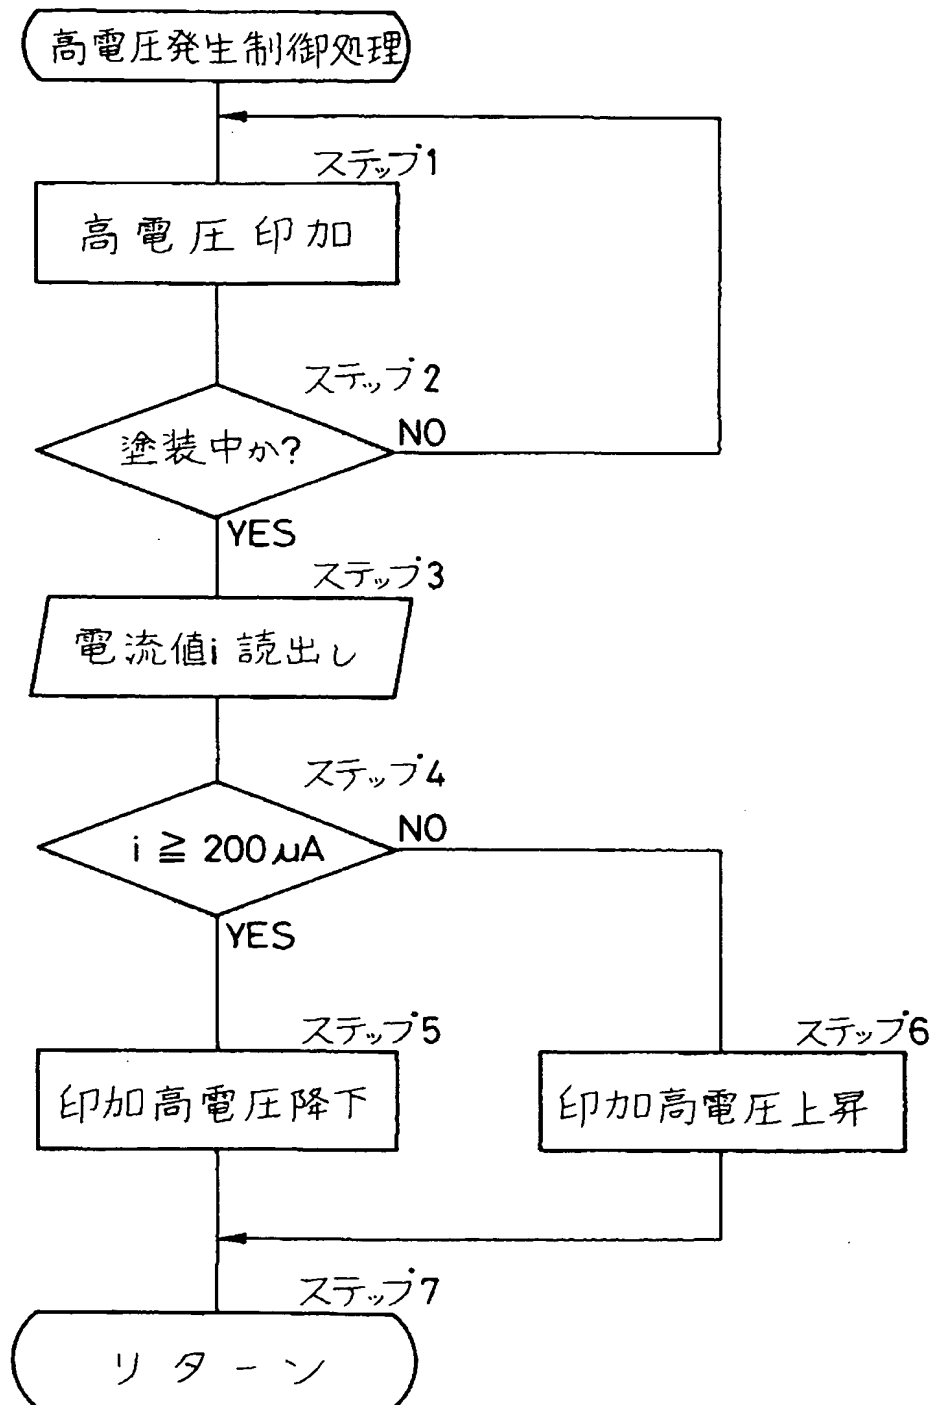 高電圧発生制御処理
ステップ1
高電圧印加
ステップ2
塗装中か?
NO
YES
ステップ3
電流値i読出し
ステップ4
i ≧ 200μA
NO
YES
ステップ5
印加高電圧降下
ステップ6
印加高電圧上昇
ステップ7
リターン